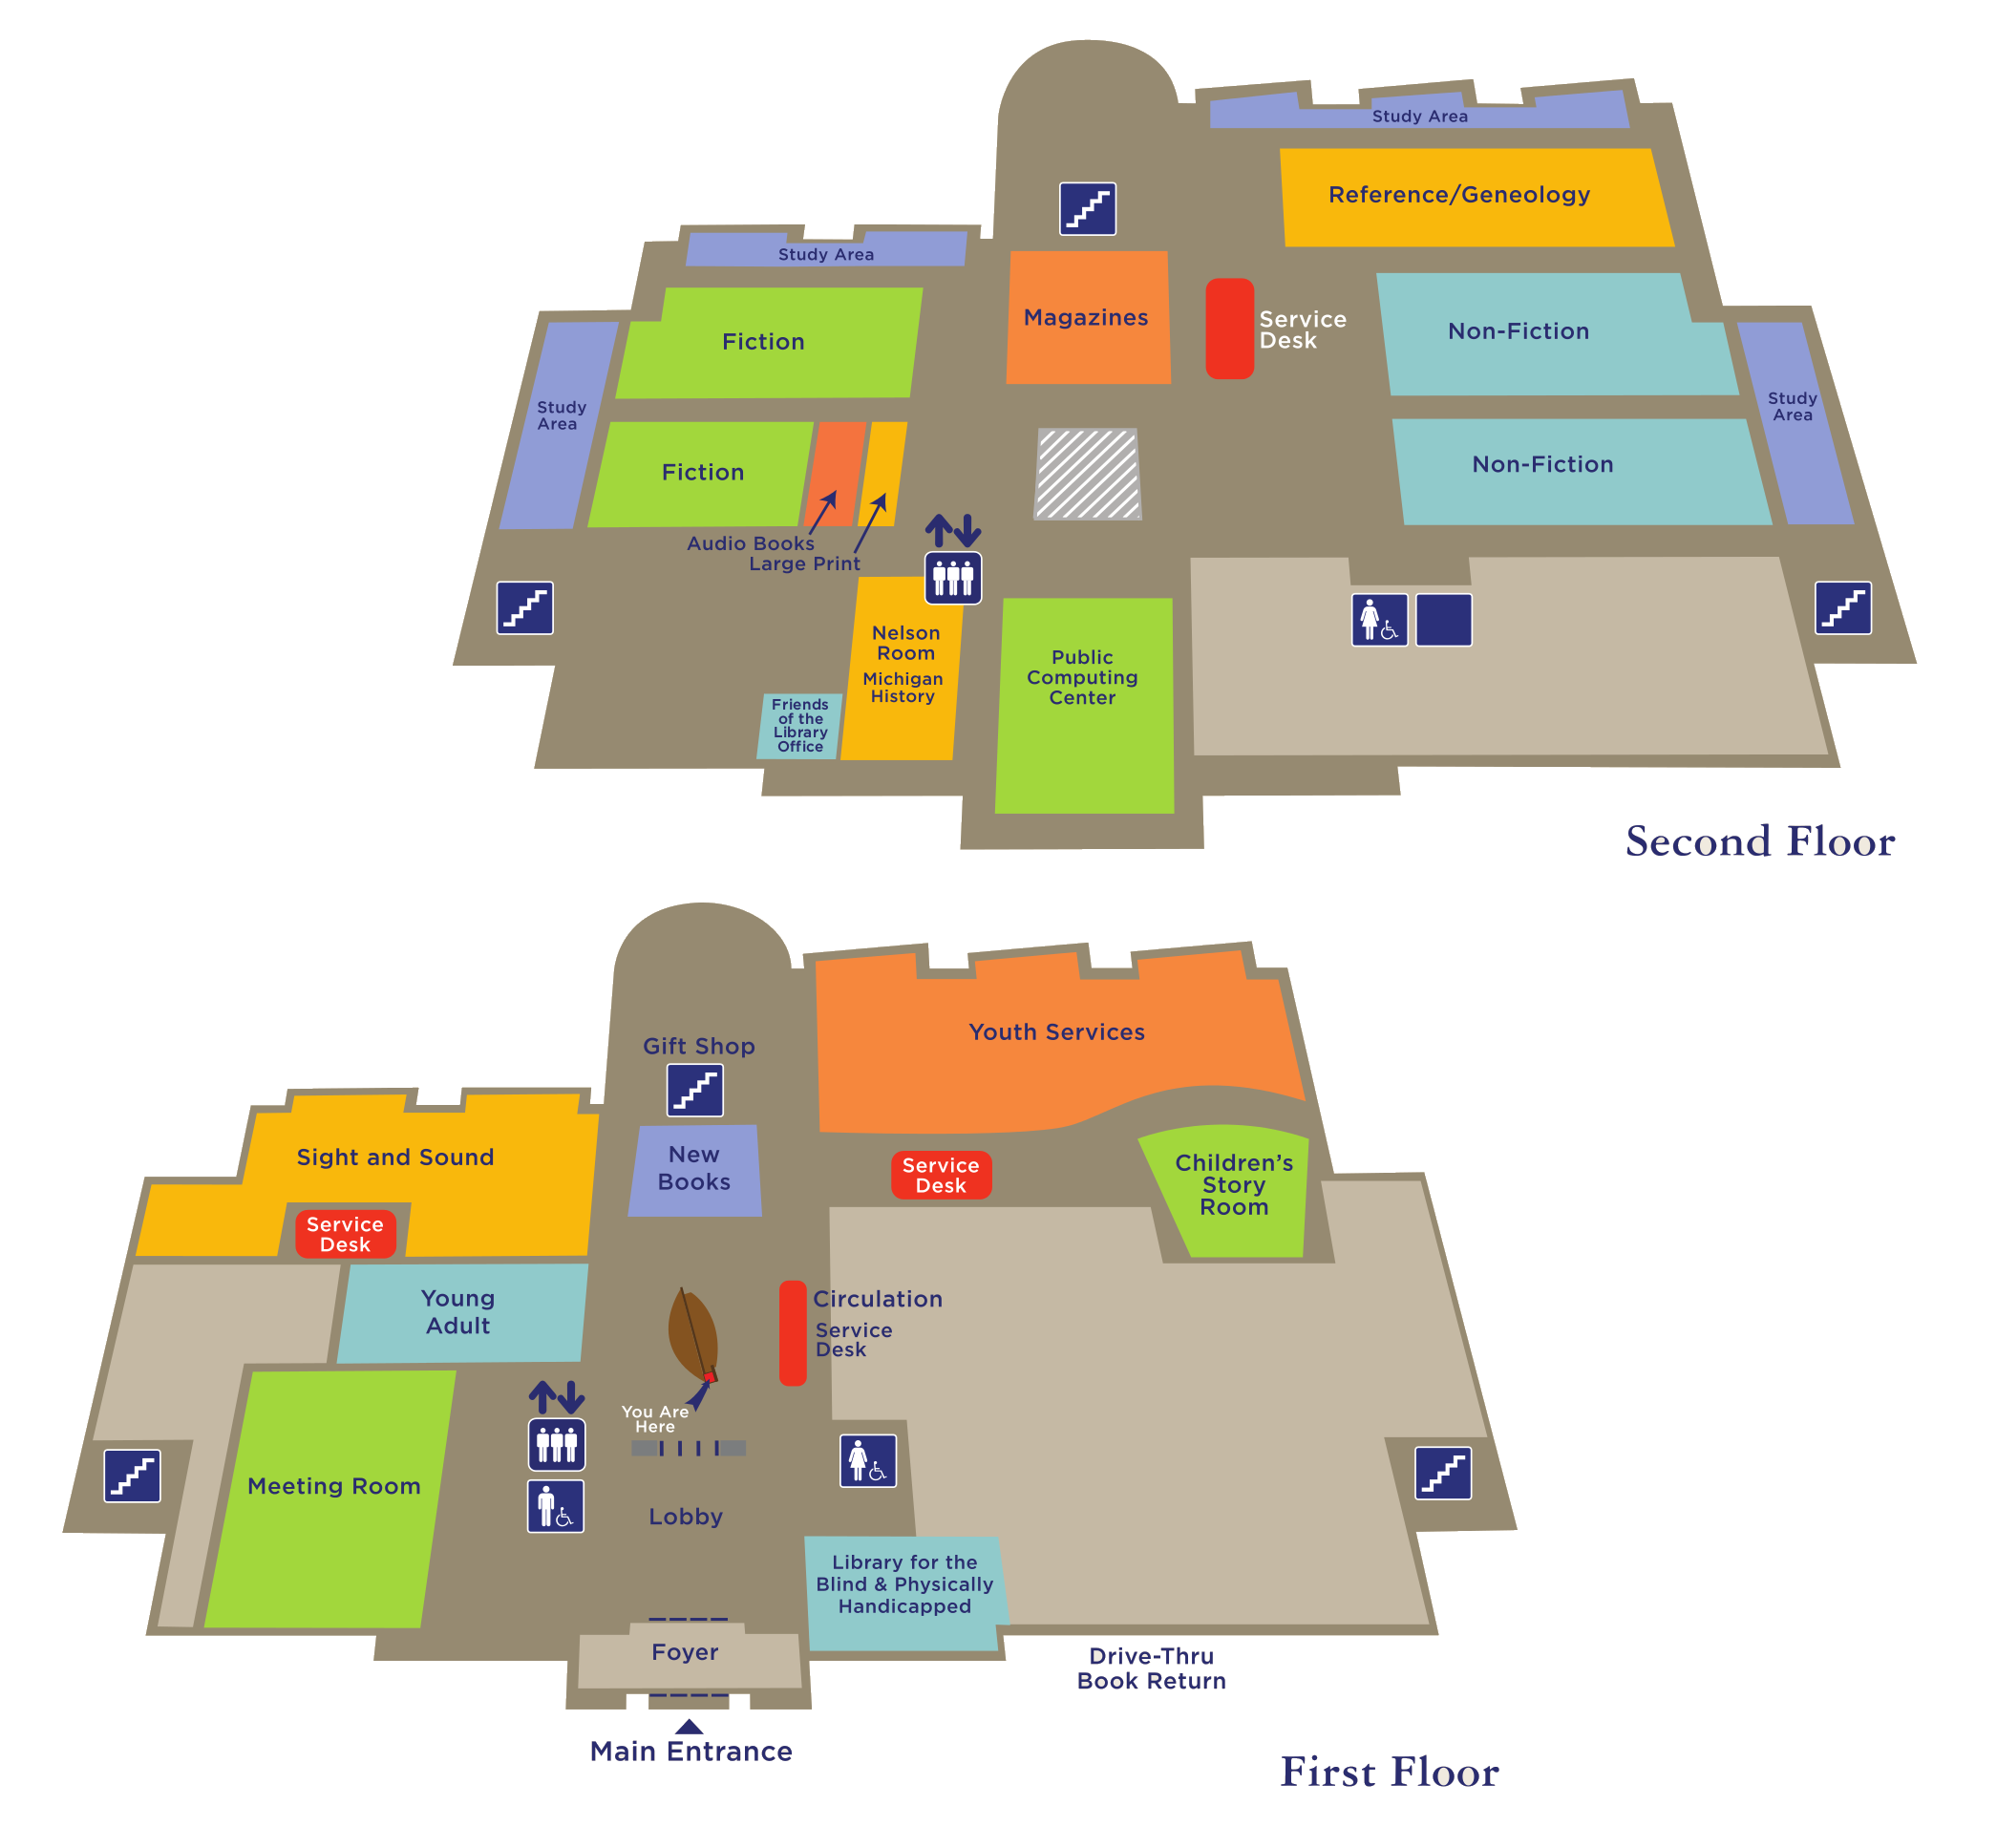 Study Area
Reference/Geneology
Study Area
Magazines
Service
Desk
Fiction
Non-Fiction
Study
Area
Study
Area
Fiction
Non-Fiction
Audio Books
Large Print
Nelson
Room
Michigan
History
Public
Computing
Center
Friends
of the
Library
Office
Second Floor
Youth Services
Gift Shop
Sight and Sound
New
Books
Service
Desk
Children’s
Story
Room
Service
Desk
Young
Adult
Circulation
Service
Desk
You Are
Here
Meeting Room
Lobby
Library for the
Blind & Physically
Handicapped
Foyer
Drive-Thru
Book Return
Main Entrance
First Floor